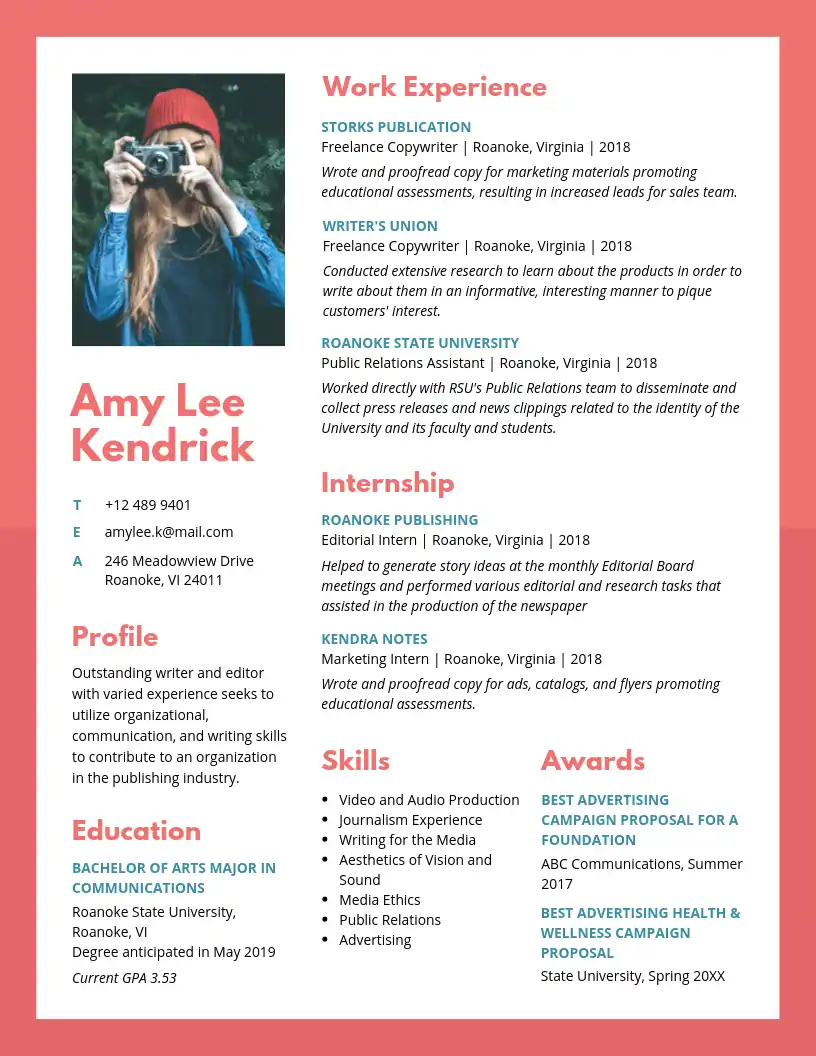 Amy Lee
Kendrick
T +12 489 9401
E amylee.k@mail.com
A 246 Meadowview Drive
Roanoke, VI 24011
Profile
Outstanding writer and editor
with varied experience seeks to
utilize organizational,
communication, and writing skills
to contribute to an organization
in the publishing industry.
Education
BACHELOR OF ARTS MAJOR IN
COMMUNICATIONS
Roanoke State University,
Roanoke, VI
Degree anticipated in May 2019
Current GPA 3.53
Work Experience
STORKS PUBLICATION
Freelance Copywriter | Roanoke, Virginia | 2018
Wrote and proofread copy for marketing materials promoting
educational assessments, resulting in increased leads for sales team.
WRITER'S UNION
Freelance Copywriter | Roanoke, Virginia | 2018
Conducted extensive research to learn about the products in order to
write about them in an informative, interesting manner to pique
customers' interest.
ROANOKE STATE UNIVERSITY
Public Relations Assistant | Roanoke, Virginia | 2018
Worked directly with RSU's Public Relations team to disseminate and
collect press releases and news clippings related to the identity of the
University and its faculty and students.
Internship
ROANOKE PUBLISHING
Editorial Intern | Roanoke, Virginia | 2018
Helped to generate story ideas at the monthly Editorial Board
meetings and performed various editorial and research tasks that
assisted in the production of the newspaper
KENDRA NOTES
Marketing Intern | Roanoke, Virginia | 2018
Wrote and proofread copy for ads, catalogs, and flyers promoting
educational assessments.
Skills
• Video and Audio Production
• Journalism Experience
• Writing for the Media
• Aesthetics of Vision and
Sound
• Media Ethics
• Public Relations
• Advertising
Awards
BEST ADVERTISING
CAMPAIGN PROPOSAL FOR A
FOUNDATION
ABC Communications, Summer
2017
BEST ADVERTISING HEALTH &
WELLNESS CAMPAIGN
PROPOSAL
State University, Spring 20XX